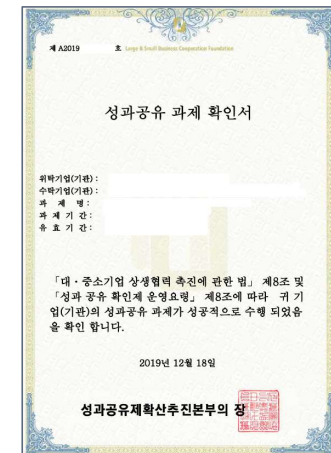 제 A2019 호 Large & Small Business Cooperation Foundation
성과공유 과제 확인서
위탁기업(기관) :
수탁기업(기관) :
과 제 명 :
과 제 기 간 :
유 효 기 간 :
「대ㆍ중소기업 상생협력 촉진에 관한 법」 제8조 및
「성과 공유 확인제 운영요령」 제8조에 따라 귀 기
업(기관)의 성과공유 과제가 성공적으로 수행 되었음
을 확인 합니다.
2019년 12월 18일
성과공유제확산추진본부의 장